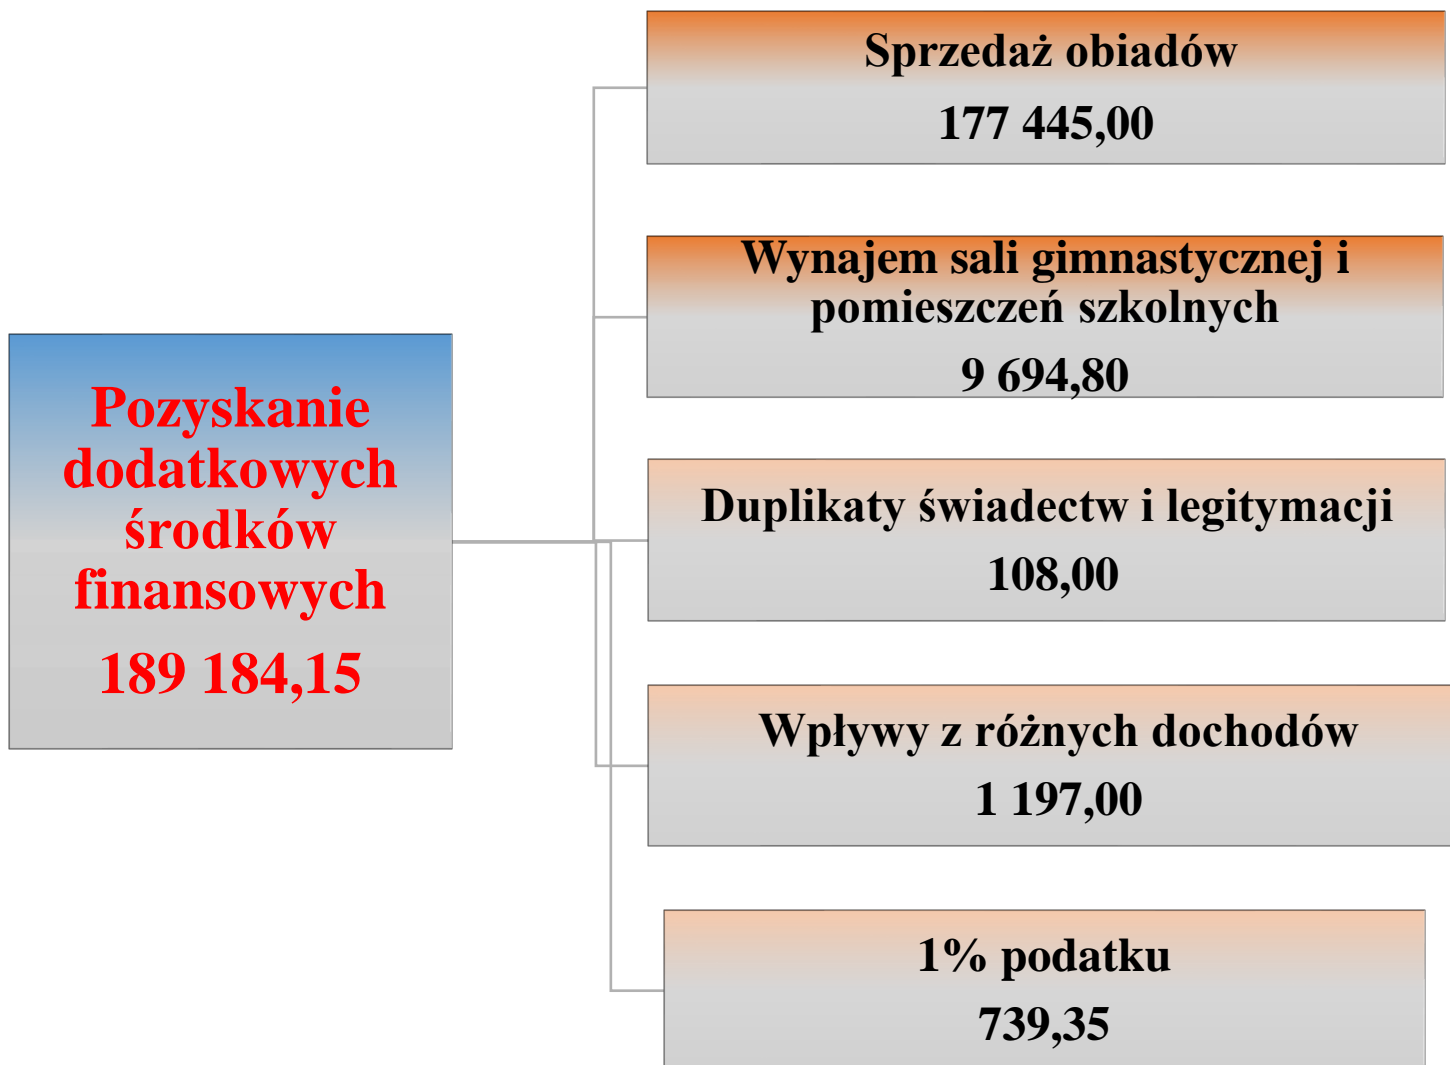 Sprzedaż obiadów
177 445,00
Wynajem sali gimnastycznej i
pomieszczeń szkolnych
9 694,80
Pozyskanie
dodatkowych
środków
finansowych
189 184,15
Duplikaty świadectw i legitymacji
108,00
Wpływy z różnych dochodów
1 197,00
1% podatku
739,35